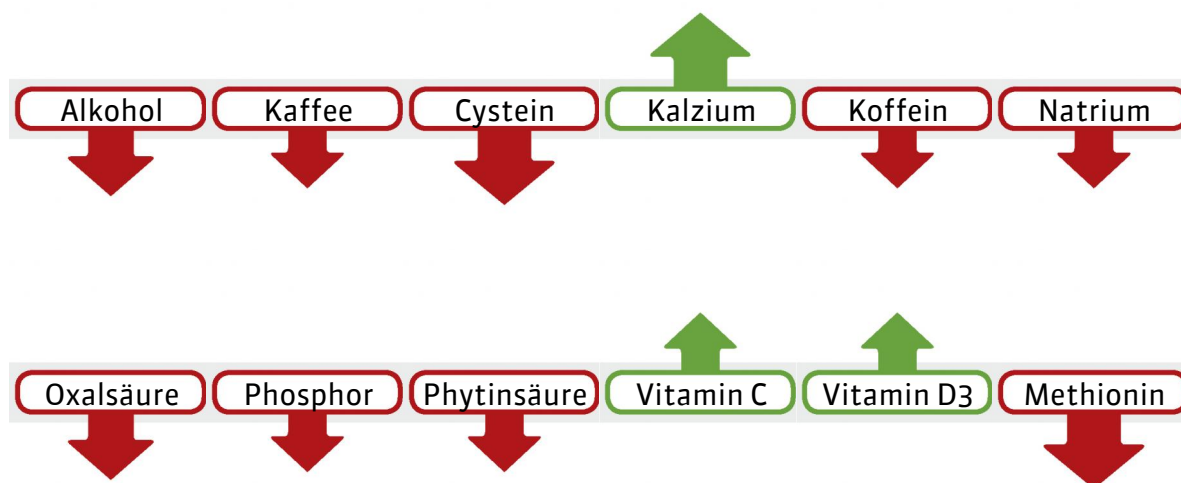 Alkohol Kaffee Cystein Kalzium Koffein Natrium
Oxalsäure Phosphor Phytinsäure Vitamin C Vitamin D3 Methionin